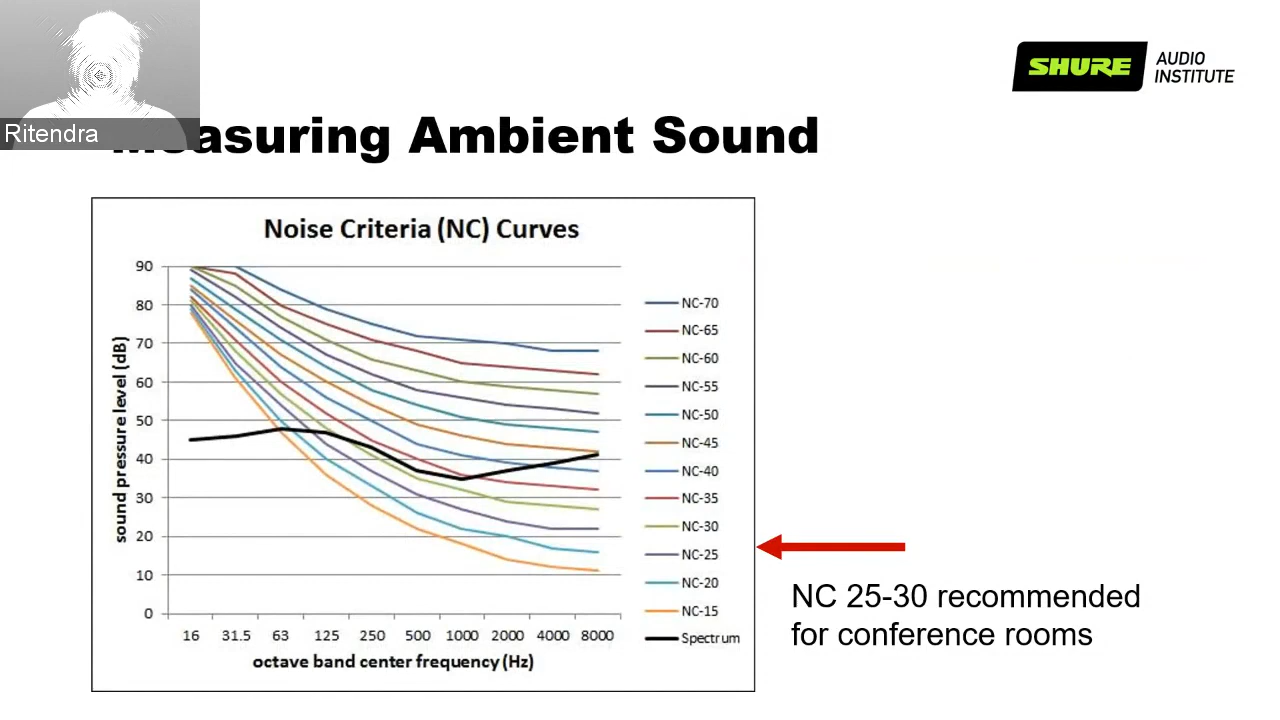 Ritendra
SHURE
AUDIO
INSTITUTE
Measuring Ambient Sound
Noise Criteria (NC) Curves
sound pressure level (dB)
90
80
70
60
50
40
30
20
10
0
16 31.5 63 125 250 500 1000 2000 4000 8000
octave band center frequency (Hz)
NC-70
NC-65
NC-60
NC-55
NC-50
NC-45
NC-40
NC-35
NC-30
NC-25
NC-20
NC-15
Spectrum
NC 25-30 recommended
for conference rooms